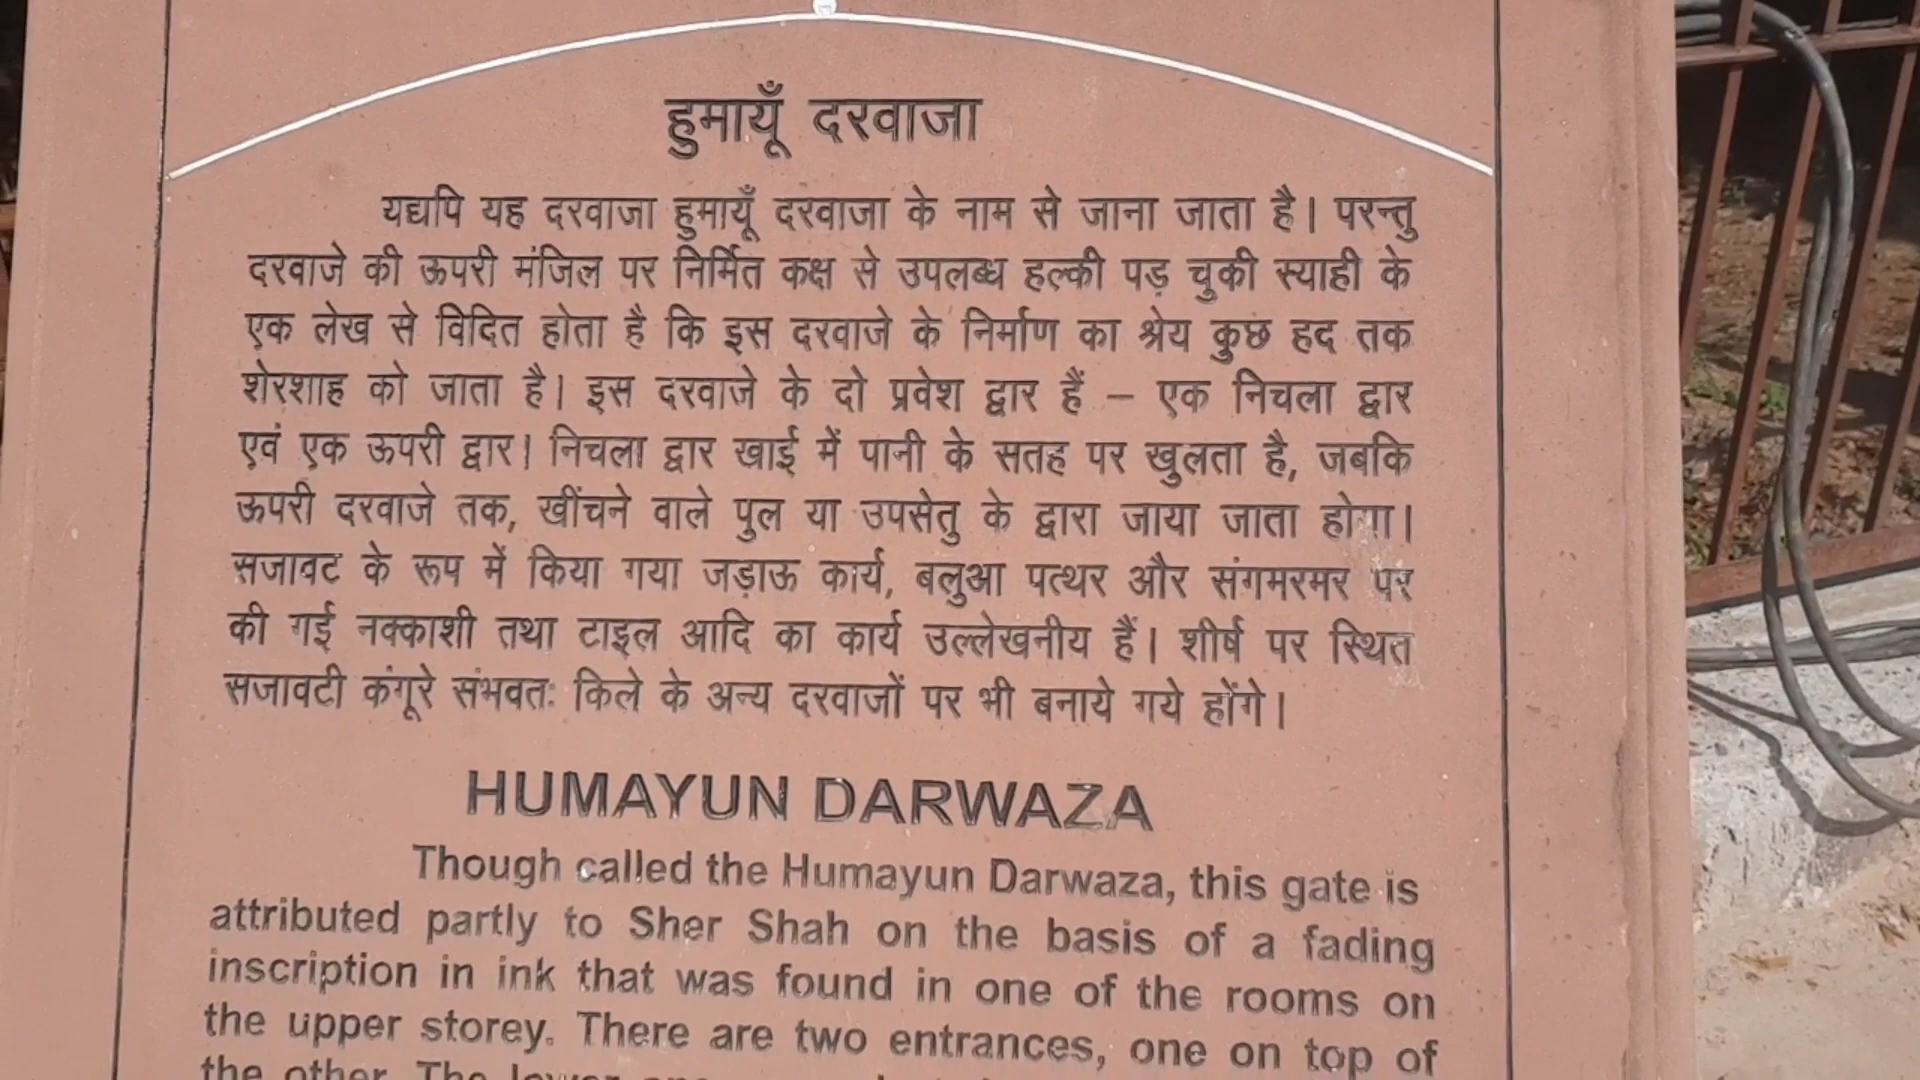 हुमायूँ दरवाजा
यद्यपि यह दरवाजा हुमायूँ दरवाजा के नाम से जाना जाता है। परन्तु
दरवाजे की ऊपरी मंजिल पर निर्मित कक्ष से उपलब्ध हल्की पड़ चुकी स्याही के
एक लेख से विदित होता है कि इस दरवाजे के निर्माण का श्रेय कुछ हद तक
शेरशाह को जाता है। इस दरवाजे के दो प्रवेश द्वार हैं – एक निचला द्वार
एवं एक ऊपरी द्वार। निचला द्वार खाई में पानी के सतह पर खुलता है, जबकि
ऊपरी दरवाजे तक, खींचने वाले पुल या उपसेतु के द्वारा जाया जाता होगा।
सजावट के रूप में किया गया जड़ाऊ कार्य, बलुआ पत्थर और संगमरमर पर
की गई नक्काशी तथा टाइल आदि का कार्य उल्लेखनीय हैं। शीर्ष पर स्थित
सजावटी कंगूरे संभवतः किले के अन्य दरवाजों पर भी बनाये गये होंगे।
HUMAYUN DARWAZA
Though called the Humayun Darwaza, this gate is
attributed partly to Sher Shah on the basis of a fading
inscription in ink that was found in one of the rooms on
the upper storey. There are two entrances, one on top of
the other. The lower one